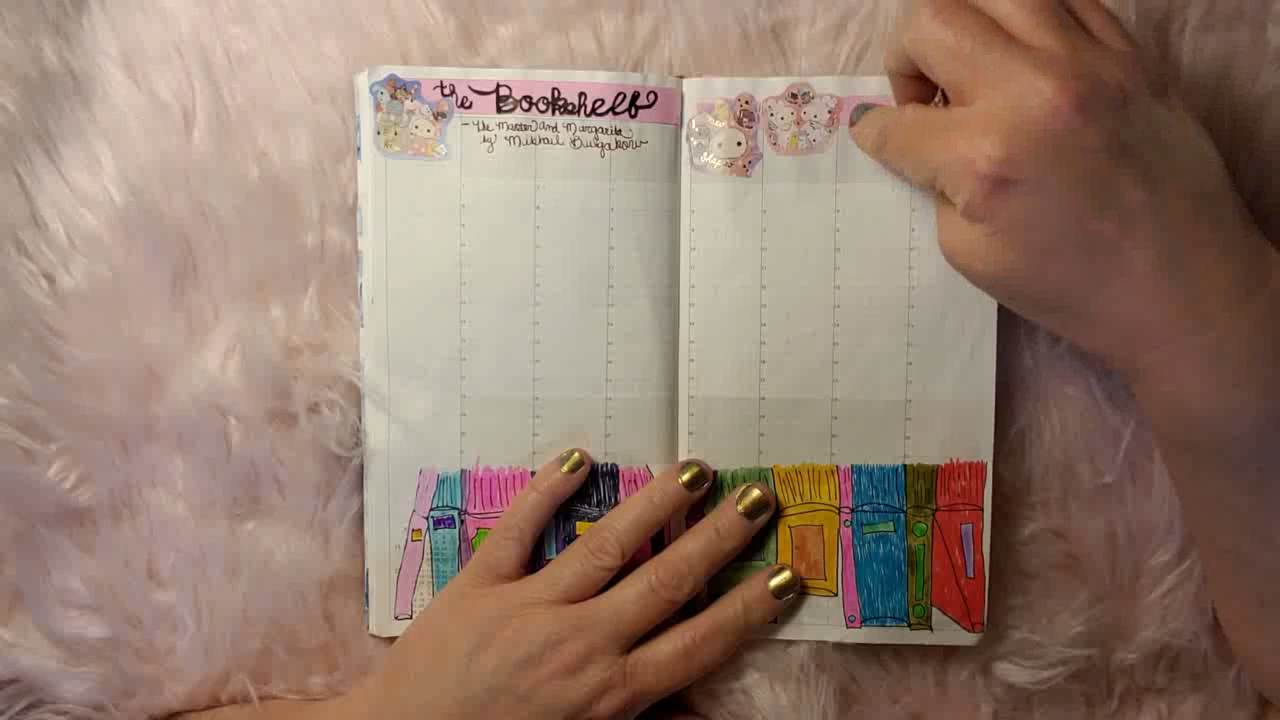 the Bookshelf
- The Master and Margarita
by Mikhail Bulgakov